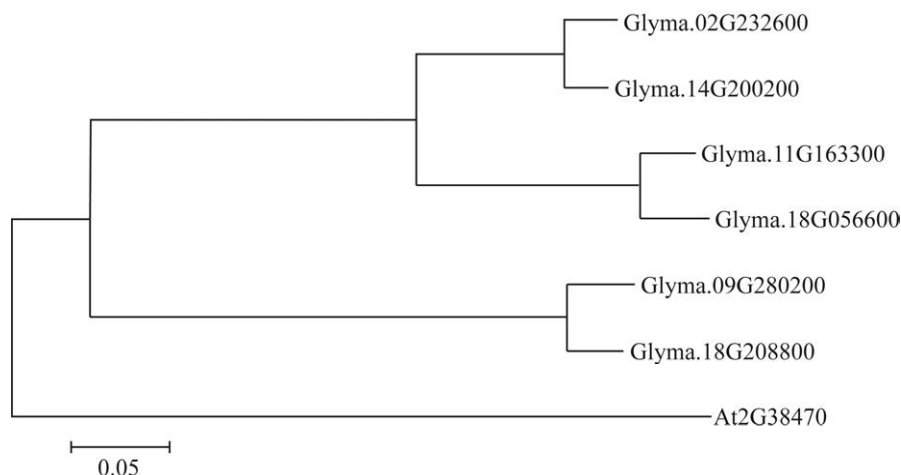 Glyma.02G232600
Glyma.14G200200
Glyma.11G163300
Glyma.18G056600
Glyma.09G280200
Glyma.18G208800
At2G38470
0.05